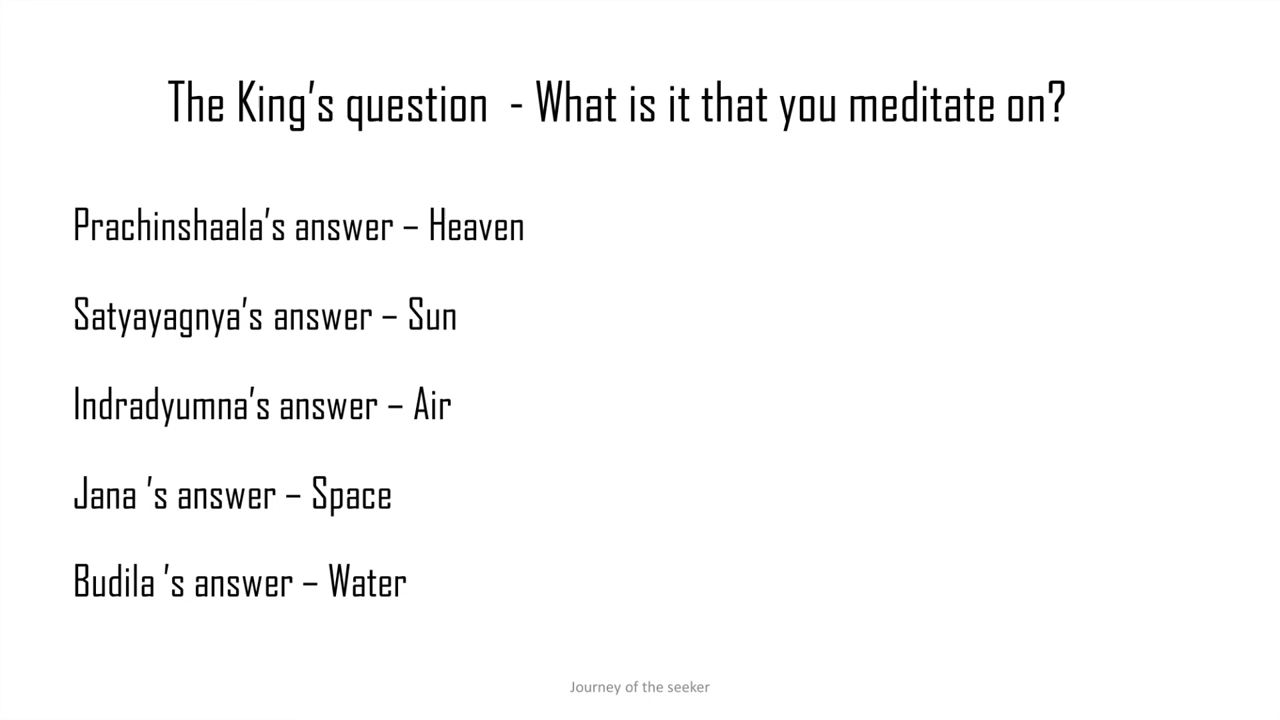 The King's question - What is it that you meditate on?
Prachinshaala's answer – Heaven
Satyayagnya's answer – Sun
Indradyumna's answer – Air
Jana 's answer – Space
Budila 's answer – Water
Journey of the seeker